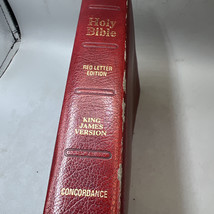 Holy
Bible
RED LETTER
EDITION
KING
JAMES
VERSION
CONCORDANCE